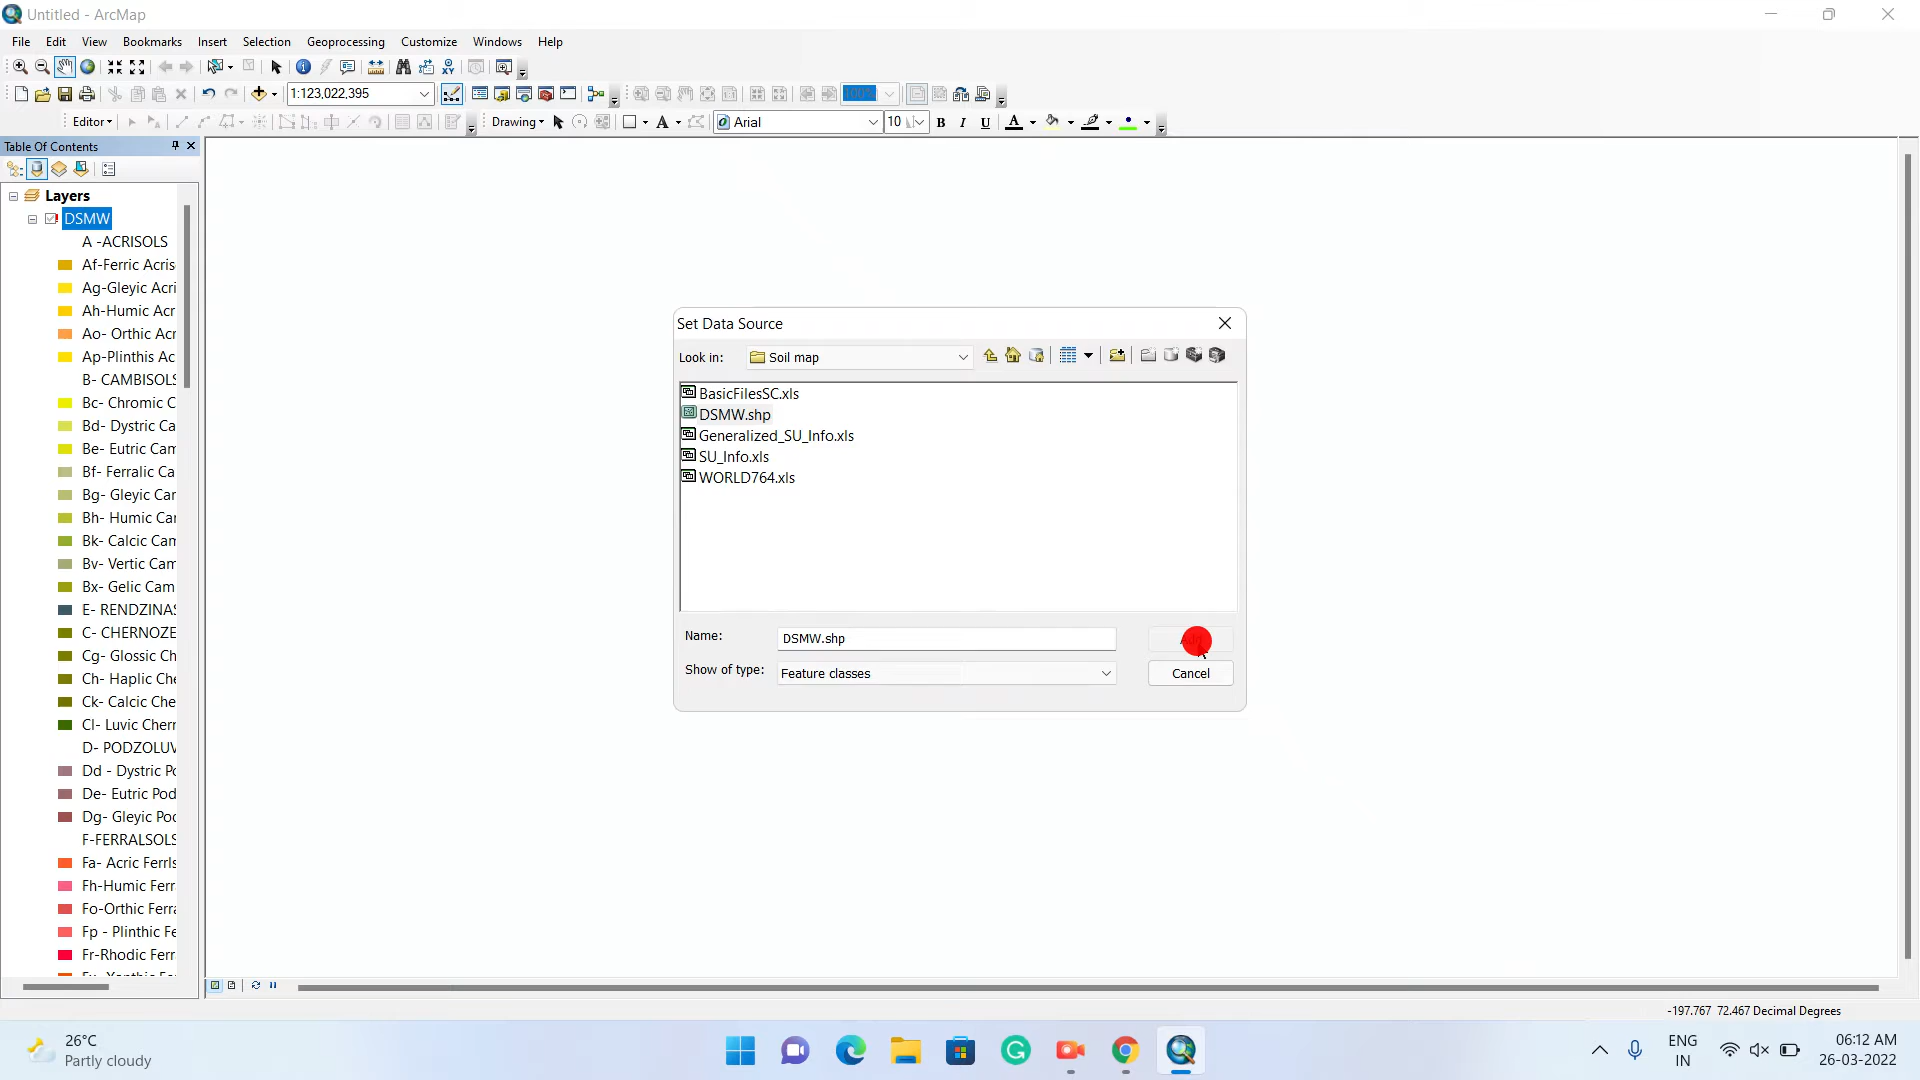 Untitled - ArcMap
File Edit View Bookmarks Insert Selection Geoprocessing Customize Windows Help
1:123,022,395
100%
Editor Drawing Arial 10 B I U A
Table Of Contents
Layers
DSMW
A -ACRISOLS
Af-Ferric Acris
Ag-Gleyic Acri
Ah-Humic Acr
Ao- Orthic Acr
Ap-Plinthis Ac
B- CAMBISOLS
Bc- Chromic C
Bd- Dystric Ca
Be- Eutric Cam
Bf- Ferralic Ca
Bg- Gleyic Car
Bh- Humic Ca
Bk- Calcic Cam
Bv- Vertic Cam
Bx- Gelic Cam
E- RENDZINAS
C- CHERNOZE
Cg- Glossic Ch
Ch- Haplic Che
Ck- Calcic Che
Cl- Luvic Chern
D- PODZOLUV
Dd - Dystric Po
De- Eutric Pod
Dg- Gleyic Poc
F-FERRALSOLS
Fa- Acric Ferrls
Fh-Humic Ferr
Fo-Orthic Ferra
Fp - Plinthic Fe
Fr-Rhodic Ferr
Set Data Source
Look in: Soil map
BasicFilesSC.xls
DSMW.shp
Generalized_SU_Info.xls
SU_Info.xls
WORLD764.xls
Name: DSMW.shp
Show of type: Feature classes
Cancel
-197.767 72.467 Decimal Degrees
26°C
Partly cloudy
ENG
IN
06:12 AM
26-03-2022